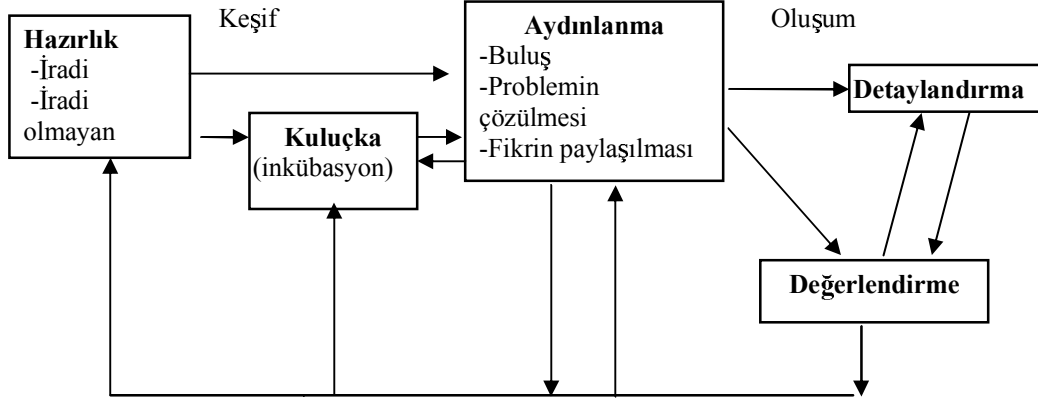 Keşif
Oluşum
Hazırlık
-İradi
-İradi
olmayan
Kuluçka
(inkübasyon)
Aydınlanma
-Buluş
-Problemin
çözülmesi
-Fikrin paylaşılması
Detaylandırma
Değerlendirme